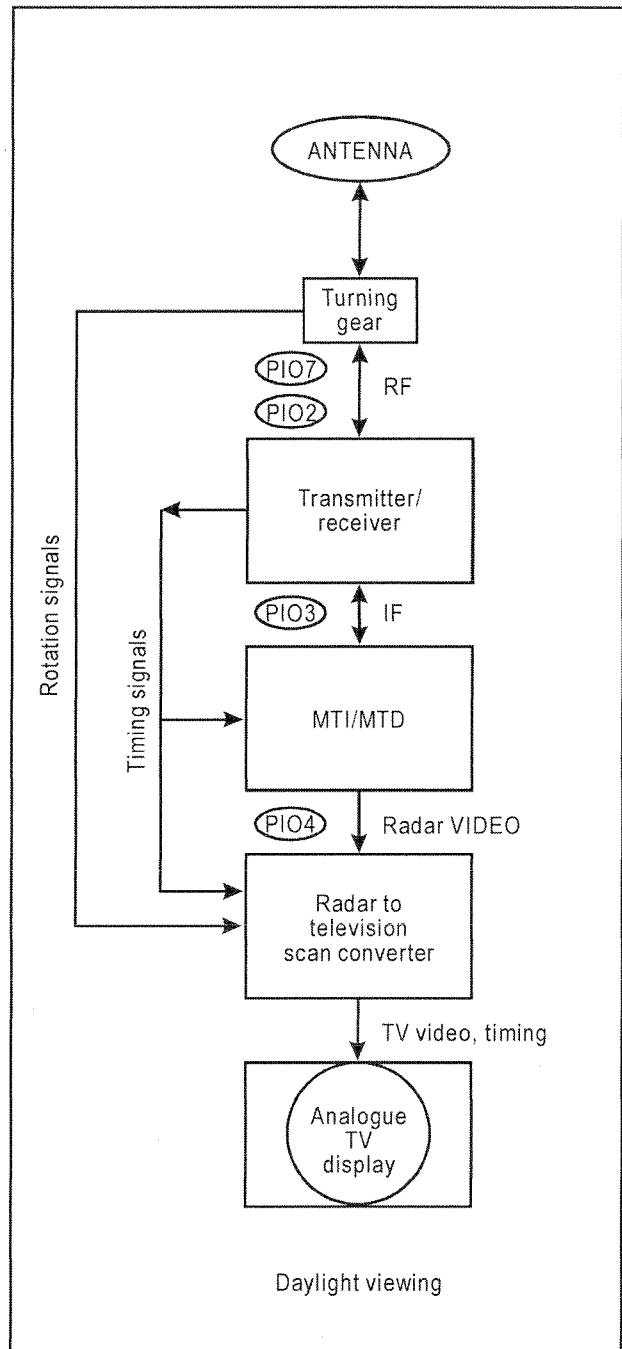 ANTENNA
Turning
gear
PIO7
RF
PIO2
Transmitter/
receiver
Rotation signals
Timing signals
PIO3
IF
MTI/MTD
PIO4
Radar VIDEO
Radar to
television
scan converter
TV video, timing
Analogue
TV
display
Daylight viewing